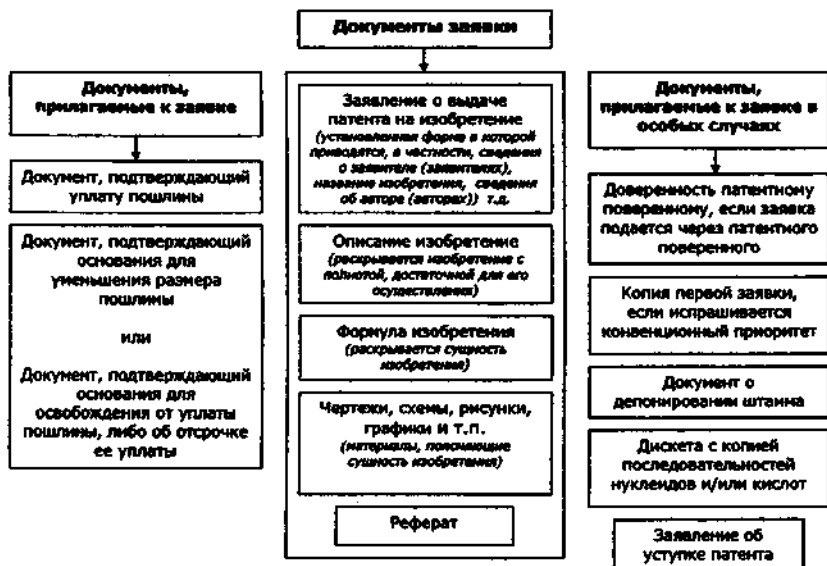 Документы заявки
Документы,
прилагаемые к заявке
Документ, подтверждающий
уплату пошлины
Документ, подтверждающий
основания для
уменьшения размера
пошлины
или
Документ, подтверждающий
основания для
освобождения от уплаты
пошлины, либо об отсрочке
ее уплаты
Заявление о выдаче
патента на изобретение
(установленная форма в которой
приводятся, в частности, сведения
о заявителе (заявителях),
название изобретения, сведения
об авторе (авторах)) т.д.
Описание изобретения
(раскрывается изобретение с
полнотой, достаточной для его
осуществления)
Формула изобретения
(раскрывается сущность
изобретения)
Чертежи, схемы, рисунки,
графики и т.п.
(материалы, поясняющие
сущность изобретения)
Реферат
Документы,
прилагаемые к заявке в
особых случаях
Доверенность патентному
поверенному, если заявка
подается через патентного
поверенного
Копия первой заявки,
если испрашивается
конвенционный приоритет
Документ о
депонировании штамма
Дискета с копией
последовательностей
нуклеидов и/или кислот
Заявление об
уступке патента